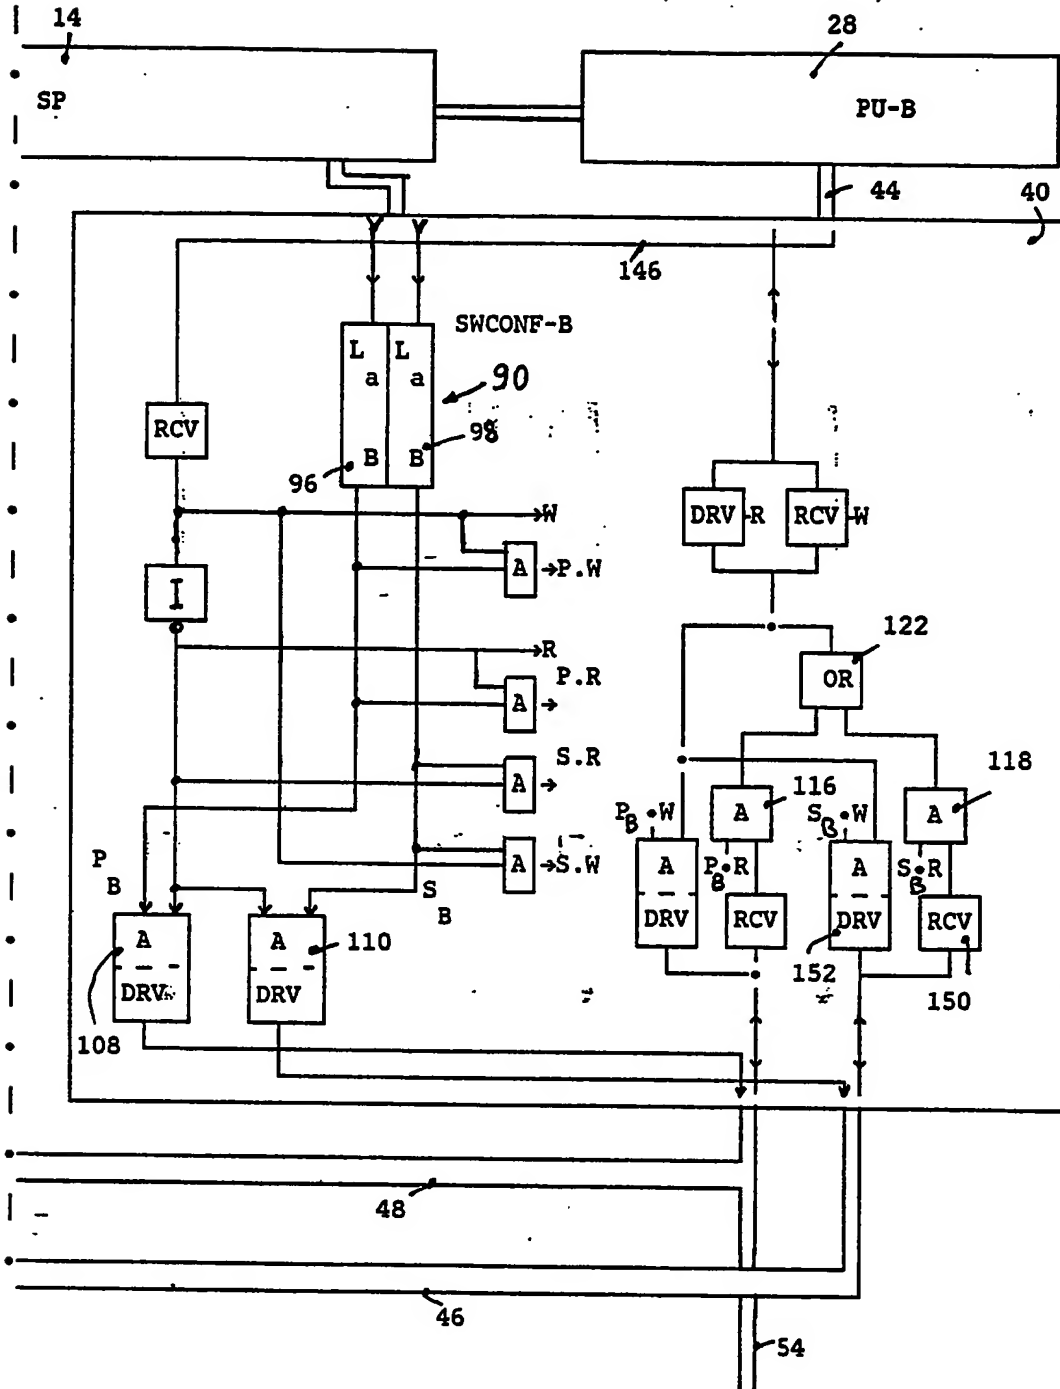 14
28
SP
PU-B
44
40
146
SWCONF-B
L L
a a
90
98
B B
96
RCV
DRV R RCV W
W
A P.W
I
122
R
OR
P.R
A
S.R
118
A
116
A
A
P B .W
S B .W
A
S.W
A
P B .R
A
S B .R
P B
S B
DRV RCV DRV RCV
A
A
110
152
DRV
DRV
150
108
48
46
54